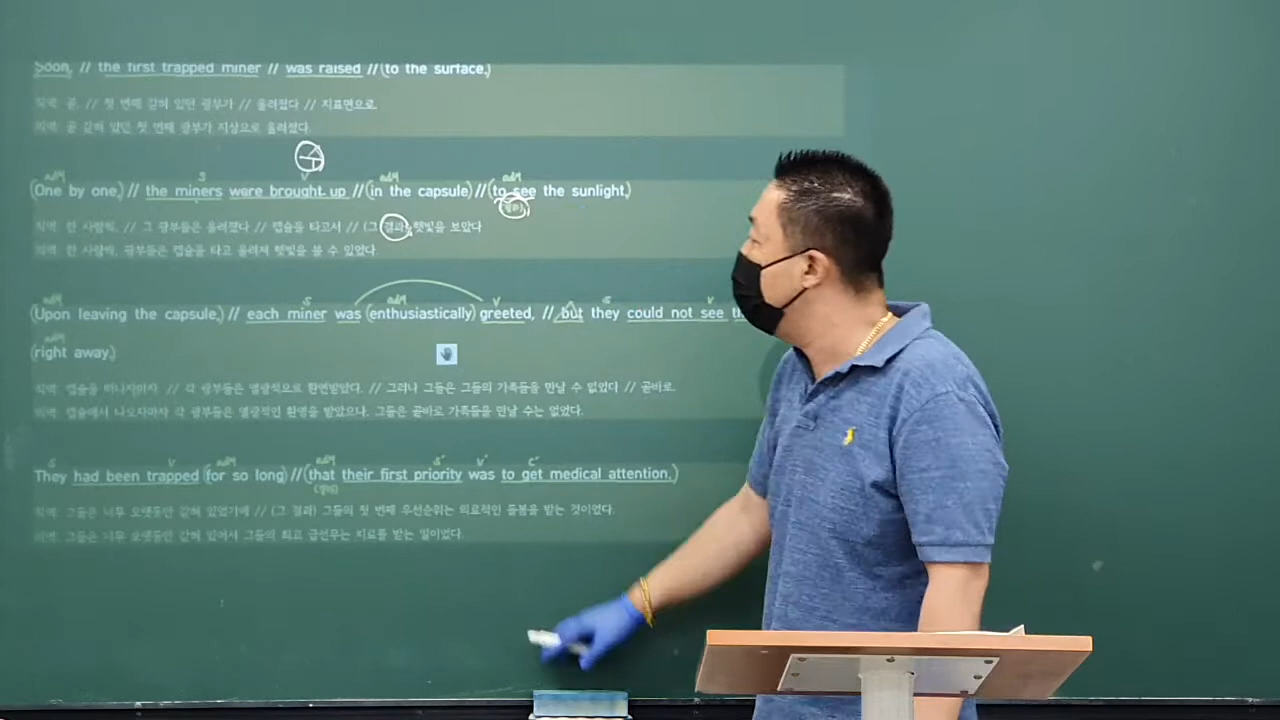 Soon, // the first trapped miner // was raised // (to the surface.)
직역: 곧, // 첫 번째 갇혀 있던 광부가 // 올려졌다 // 지표면으로.
의역: 곧 갇혀 있던 첫 번째 광부가 지상으로 올려졌다.
adv S V adv adv
(One by one,) // the miners were brought up // (in the capsule) // (to see the sunlight,)
(결과)
직역: 한 사람씩, // 그 광부들은 올려졌다 // 캡슐을 타고서 // (그 결과) 햇빛을 보았다
의역: 한 사람씩, 광부들은 캡슐을 타고 올려져 햇빛을 볼 수 있었다.
adv S adv V S V
(Upon leaving the capsule,) // each miner was (enthusiastically) greeted, // but they could not see
adv
(right away.)
직역: 캡슐을 떠나자마자 // 각 광부들은 열광적으로 환영받았다. // 그러나 그들은 그들의 가족들을 만날 수 없었다 // 곧바로.
의역: 캡슐에서 나오자마자 각 광부들은 열광적인 환영을 받았으나, 그들은 곧바로 가족들을 만날 수는 없었다.
S V adv adv S' V' C'
They had been trapped (for so long) // (that their first priority was to get medical attention.)
직역: 그들은 너무 오랫동안 갇혀 있었기에 // (그 결과) 그들의 첫 번째 우선순위는 의료적인 돌봄을 받는 것이었다.
의역: 그들은 너무 오랫동안 갇혀 있어서 그들의 최고 급선무는 치료를 받는 일이었다.